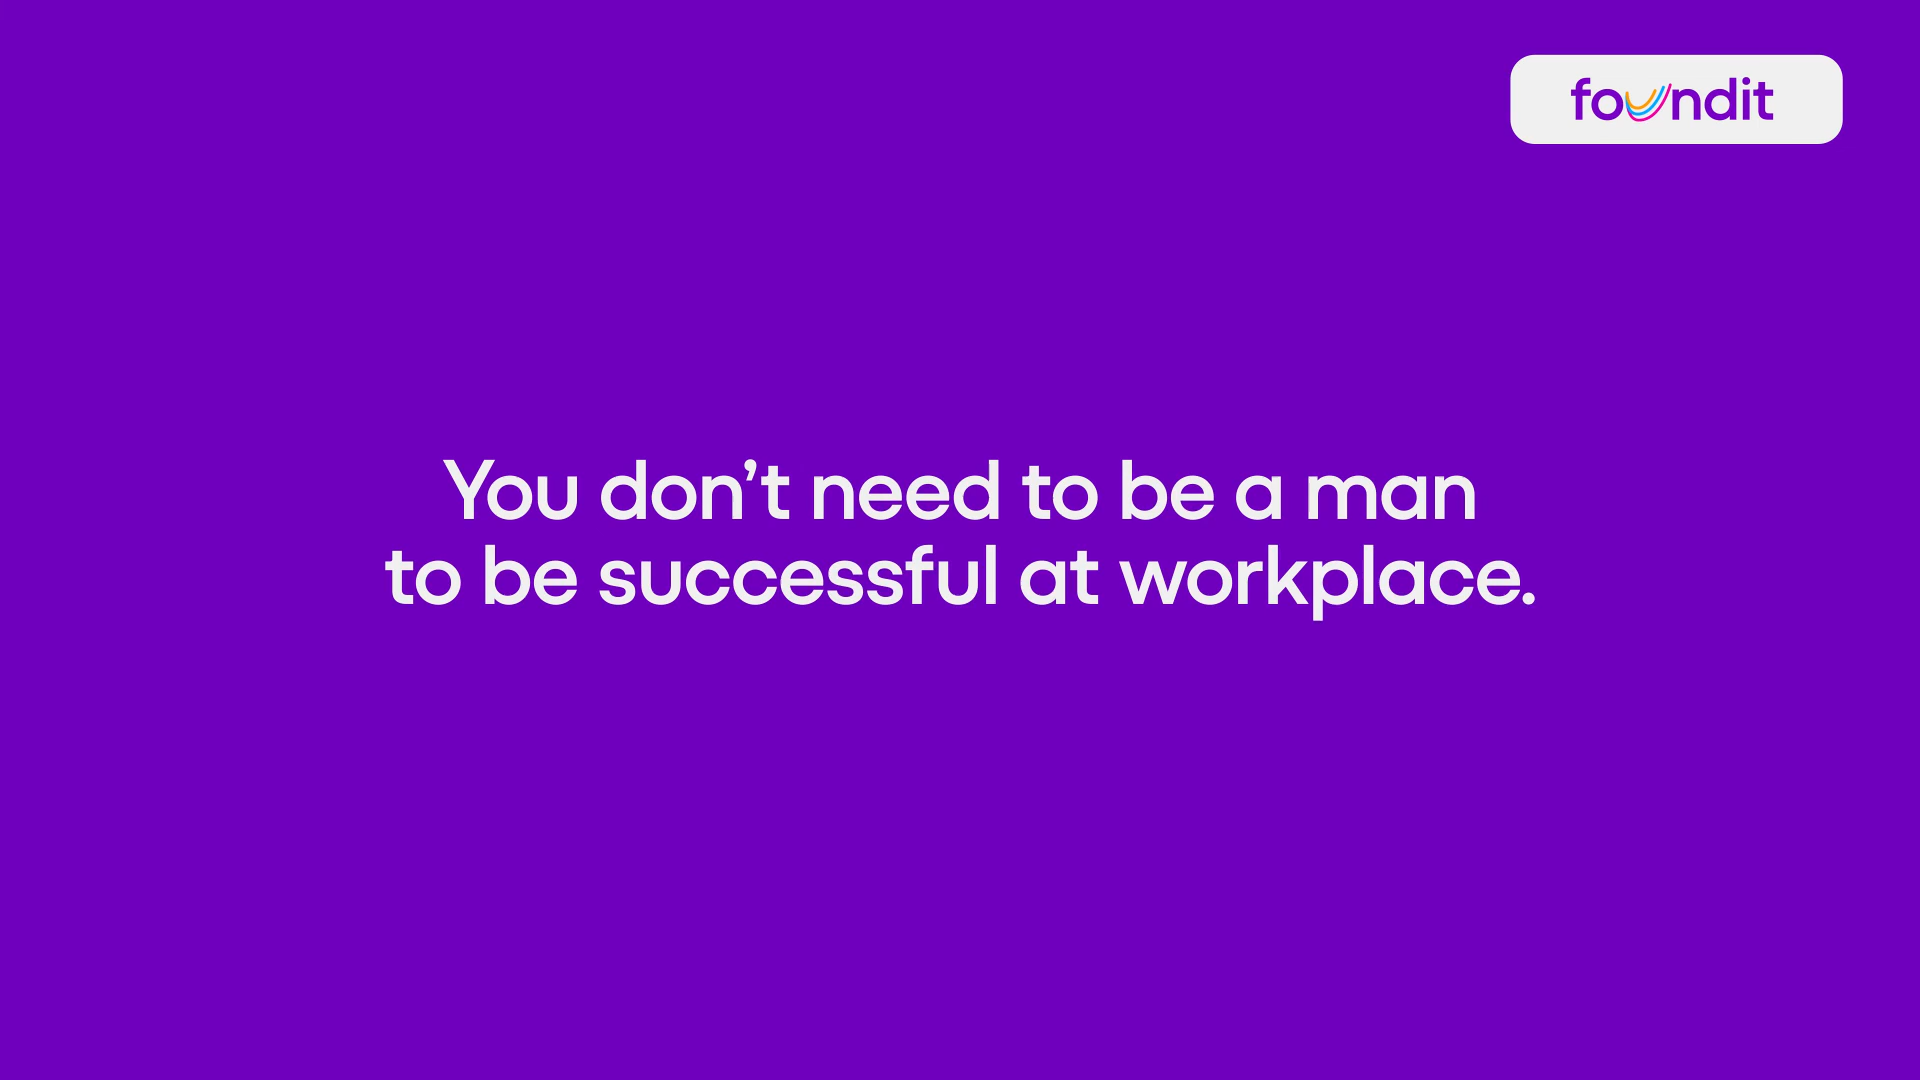 foundit
You don’t need to be a man
to be successful at workplace.